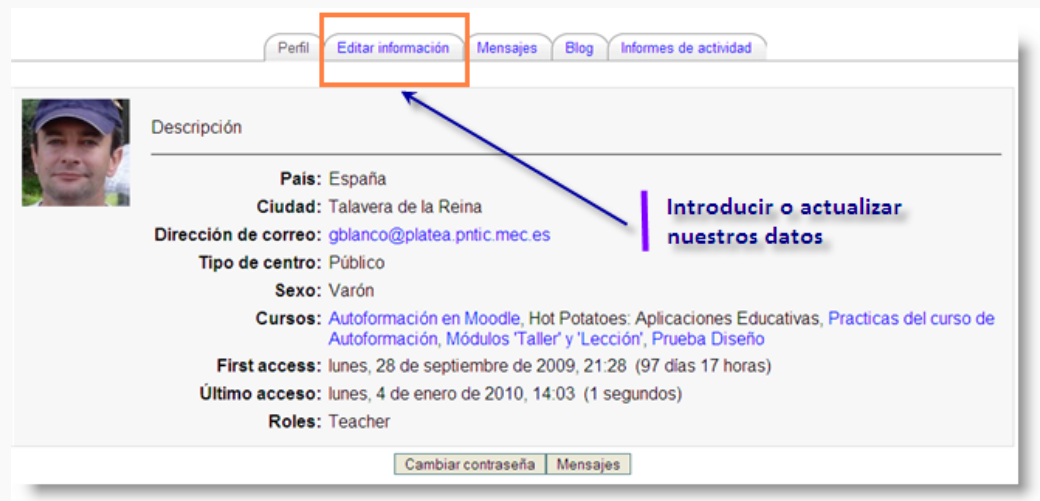 Perfil Editar información Mensajes Blog Informes de actividad
Descripción
Pais: España
Ciudad: Talavera de la Reina
Dirección de correo: gblanco@platea.pntic.mec.es
Tipo de centro: Público
Sexo: Varón
Cursos: Autoformación en Moodle, Hot Potatoes: Aplicaciones Educativas, Practicas del curso de
Autoformación, Módulos 'Taller' y 'Lección', Prueba Diseño
First access: lunes, 28 de septiembre de 2009, 21:28 (97 días 17 horas)
Último acceso: lunes, 4 de enero de 2010, 14:03 (1 segundos)
Roles: Teacher
Introducir o actualizar
nuestros datos
Cambiar contraseña Mensajes